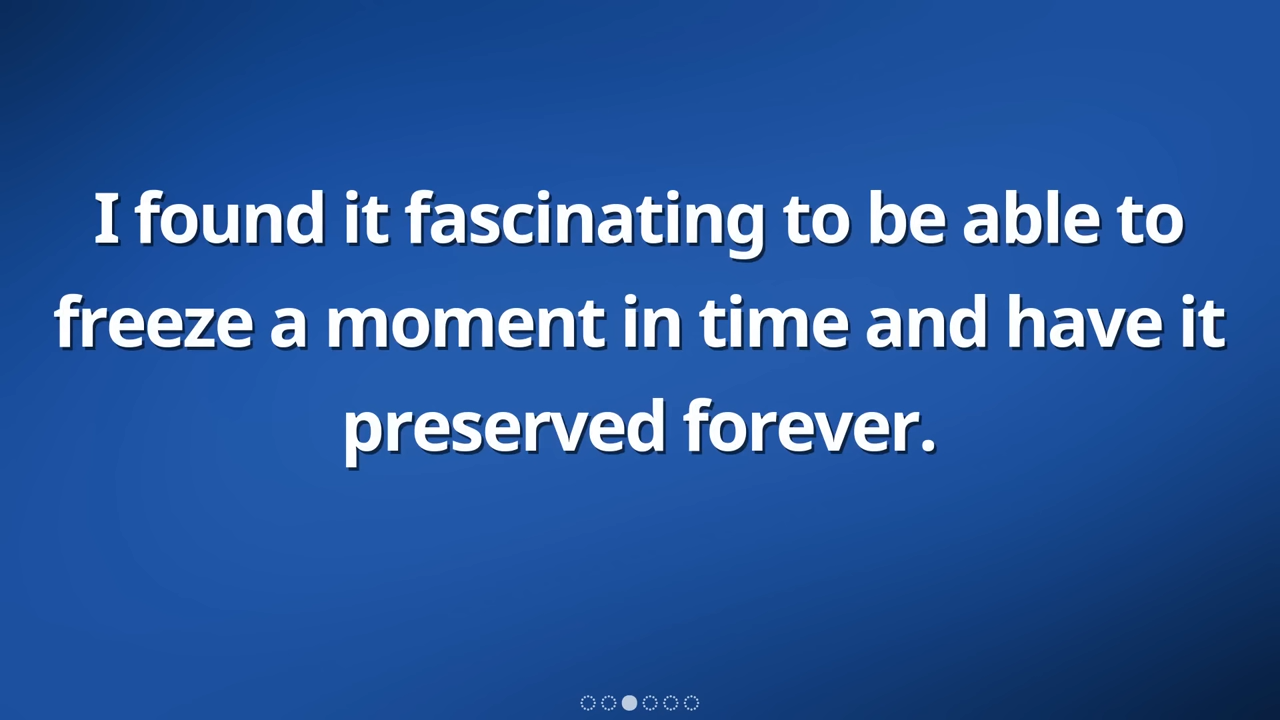 I found it fascinating to be able to
freeze a moment in time and have it
preserved forever.